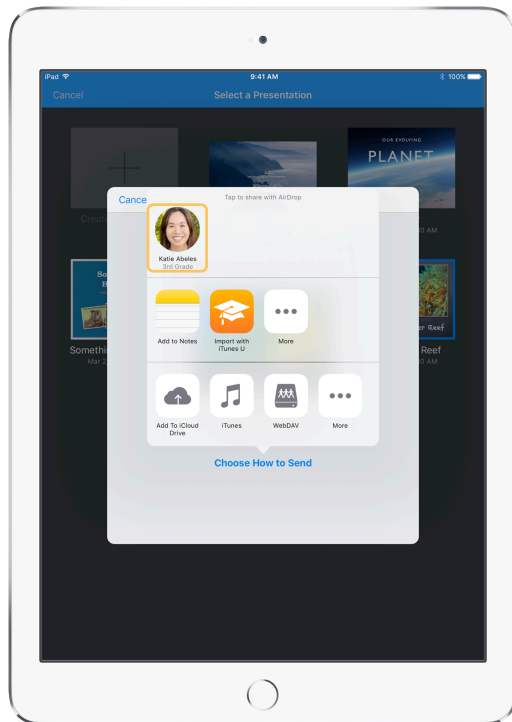 iPad 9:41 AM 100%
Cancel Select a Presentation
OUR EVOLVING
PLANET
Cance Tap to share with AirDrop
Katie Abeles
3rd Grade
Add to Notes Import with More
iTunes U
er Reef
Somethi Reef
Mar 2
Add To iCloud iTunes WebDAV More
Drive
Choose How to Send